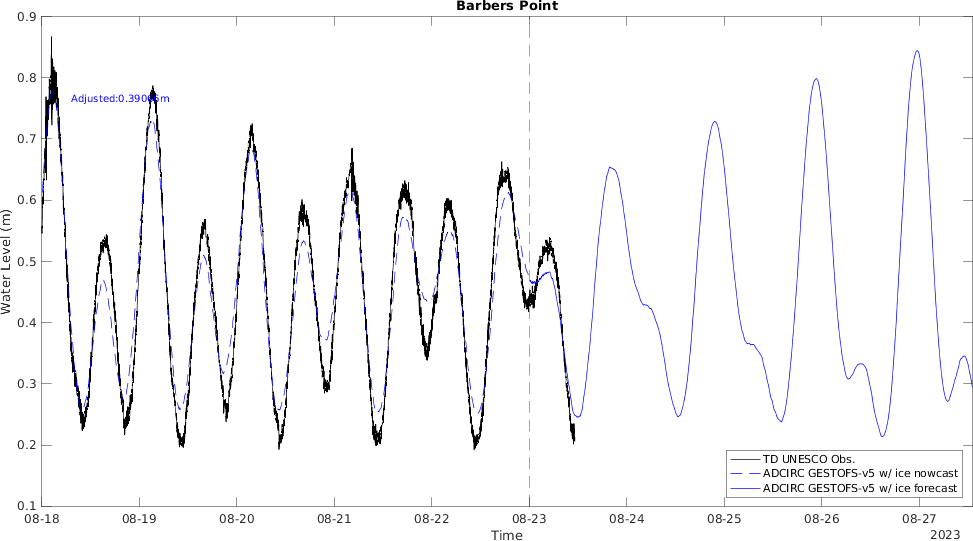 Barbers Point
0.9
0.8
0.7
0.6
0.5
0.4
0.3
0.2
0.1
Water Level (m)
08-18 08-19 08-20 08-21 08-22 08-23 08-24 08-25 08-26 08-27
Time
2023
TD UNESCO Obs.
ADCIRC GESTOFS-v5 w/ ice nowcast
ADCIRC GESTOFS-v5 w/ ice forecast